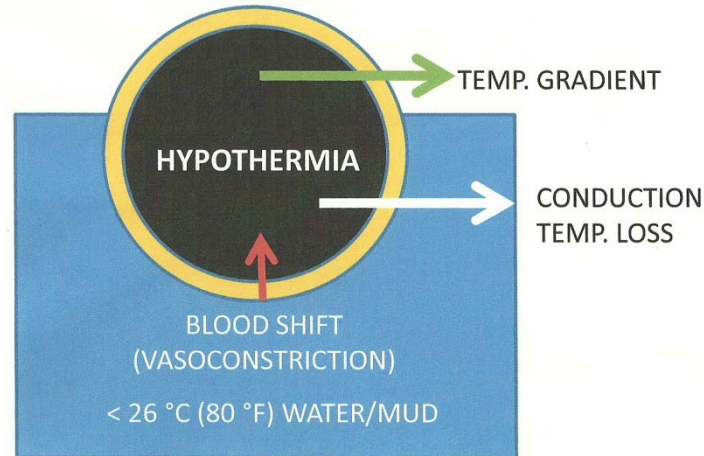 TEMP. GRADIENT
HYPOTHERMIA
CONDUCTION
TEMP. LOSS
BLOOD SHIFT
(VASOCONSTRICTION)
< 26 °C (80 °F) WATER/MUD